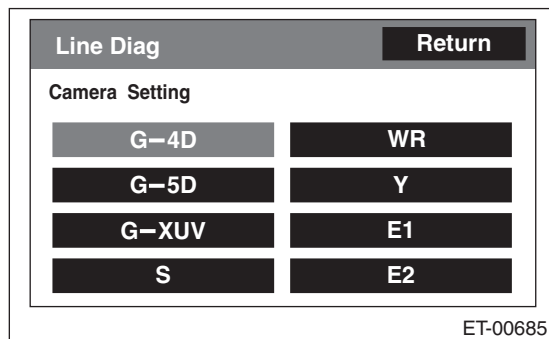 Line Diag Return
Camera Setting
G–4D WR
G–5D Y
G–XUV E1
S E2
ET-00685